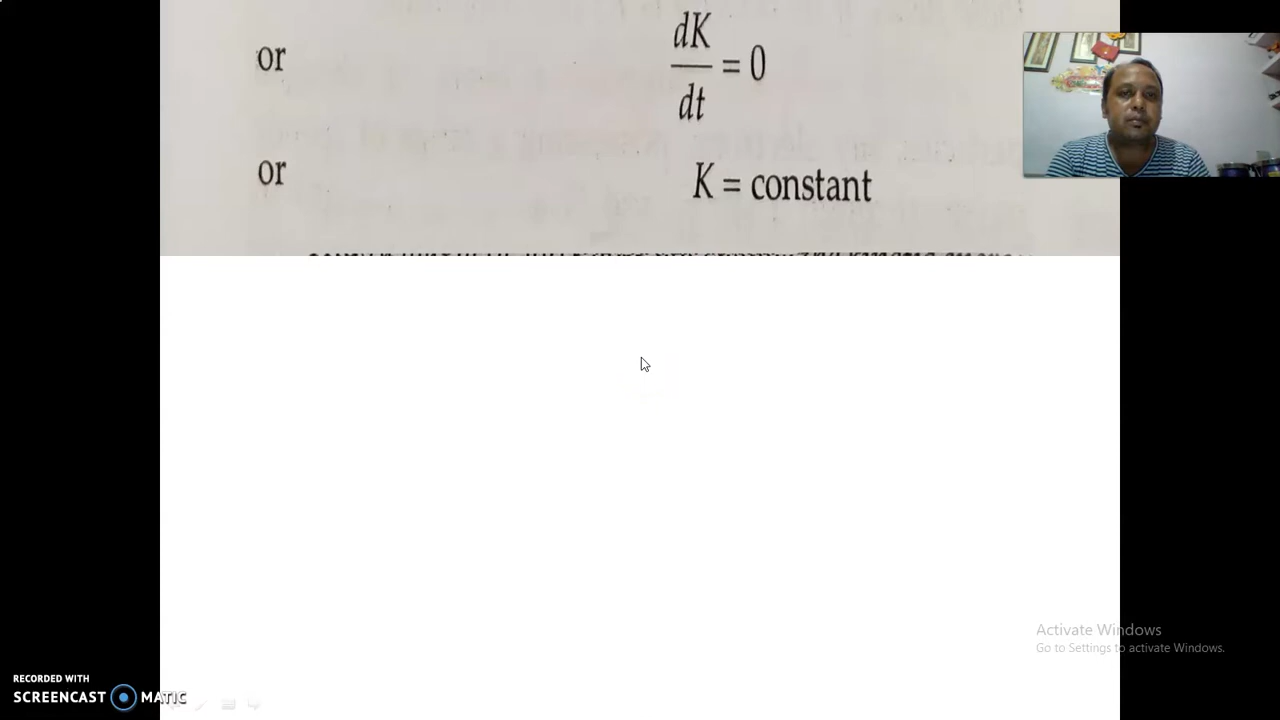 or dK/dt = 0
or K = constant
Activate Windows
Go to Settings to activate Windows.
RECORDED WITH
SCREENCAST MATIC